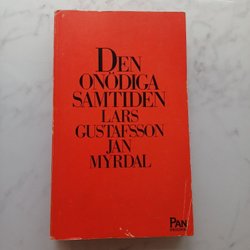 DEN
ONÖDIGA
SAMTIDEN
LARS
GUSTAFSSON
JAN
MYRDAL
PAN